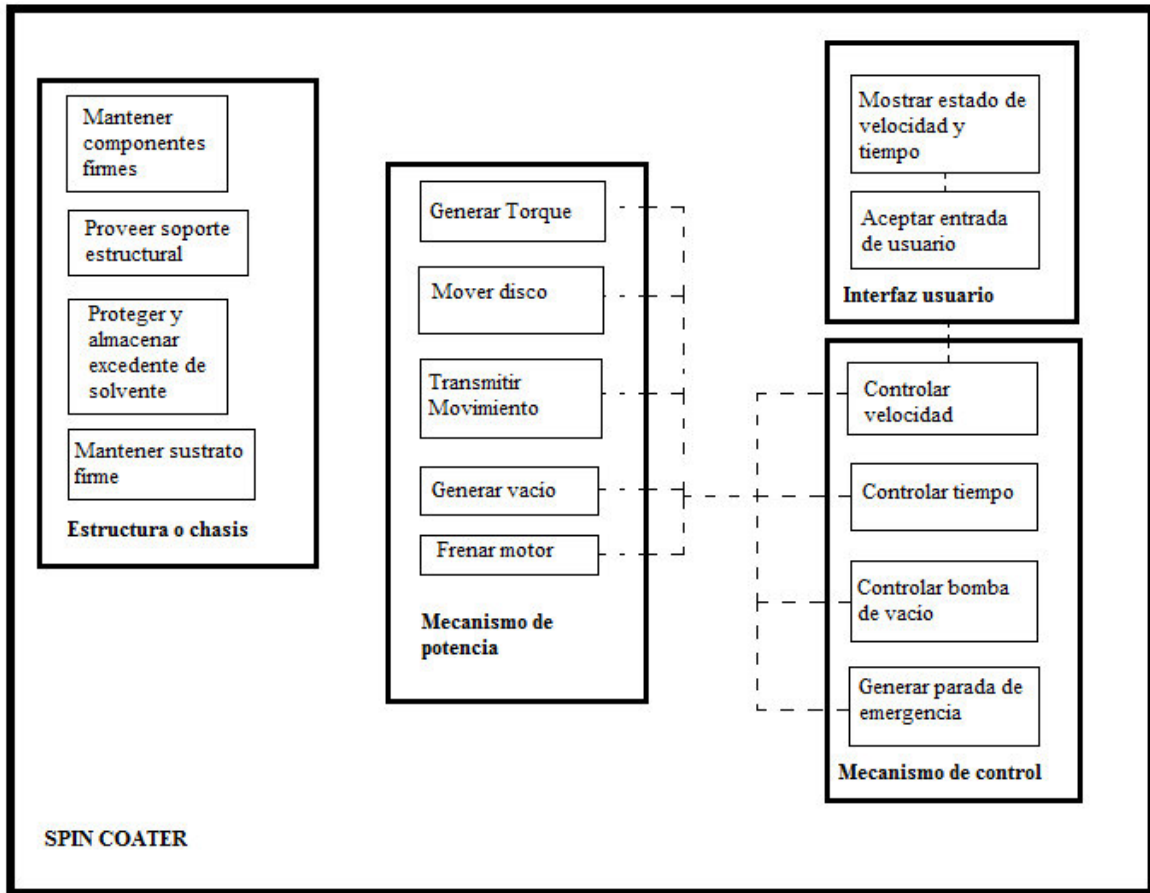 Mantener
componentes
firmes
Proveer soporte
estructural
Proteger y
almacenar
excedente de
solvente
Mantener sustrato
firme
Estructura o chasis
Generar Torque
Mover disco
Transmitir
Movimiento
Generar vacío
Frenar motor
Mecanismo de
potencia
Mostrar estado de
velocidad y
tiempo
Aceptar entrada
de usuario
Interfaz usuario
Controlar
velocidad
Controlar tiempo
Controlar bomba
de vacío
Generar parada de
emergencia
Mecanismo de control
SPIN COATER